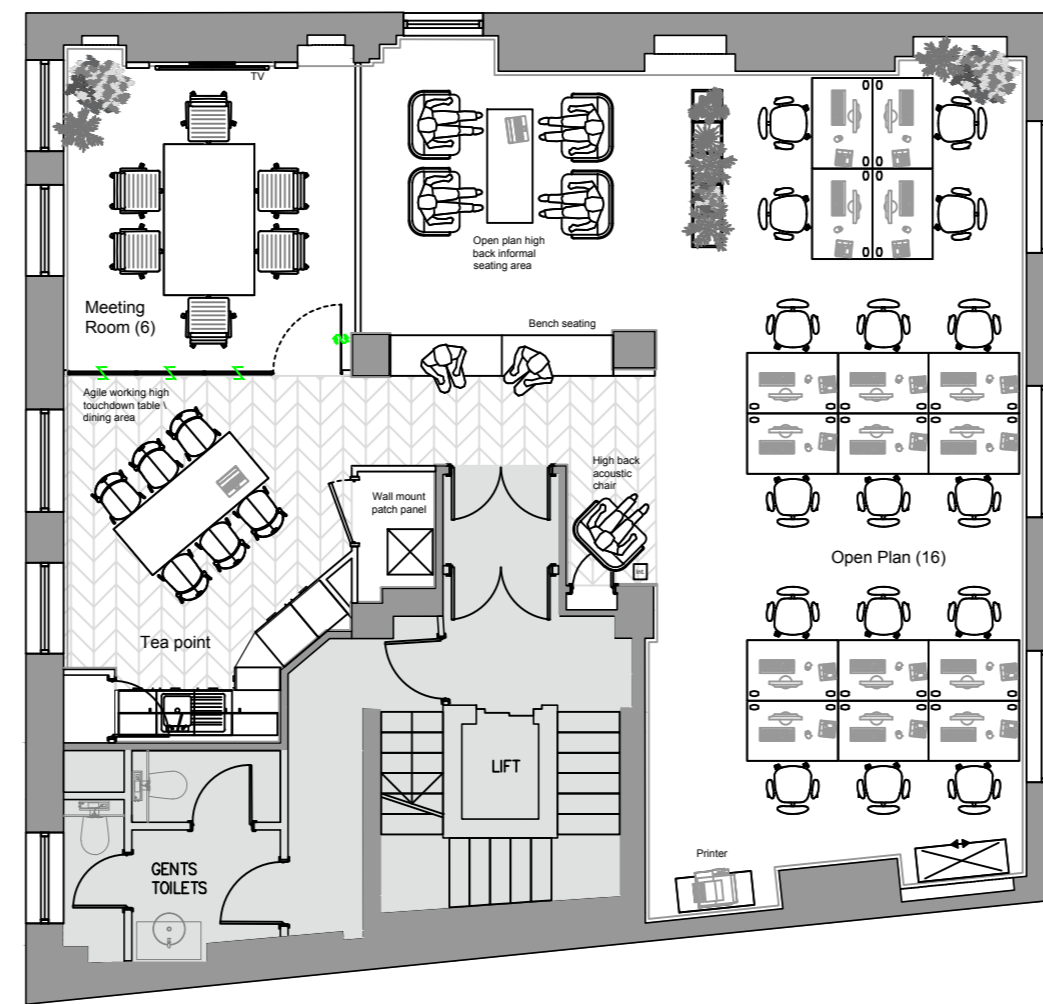 TV
Open plan high
back informal
seating area
Meeting
Room (6)
Bench seating
Agile working high
touchdown table \
dining area
High back
acoustic
chair
Wall mount
patch panel
Open Plan (16)
Tea point
LIFT
Printer
GENTS
TOILETS